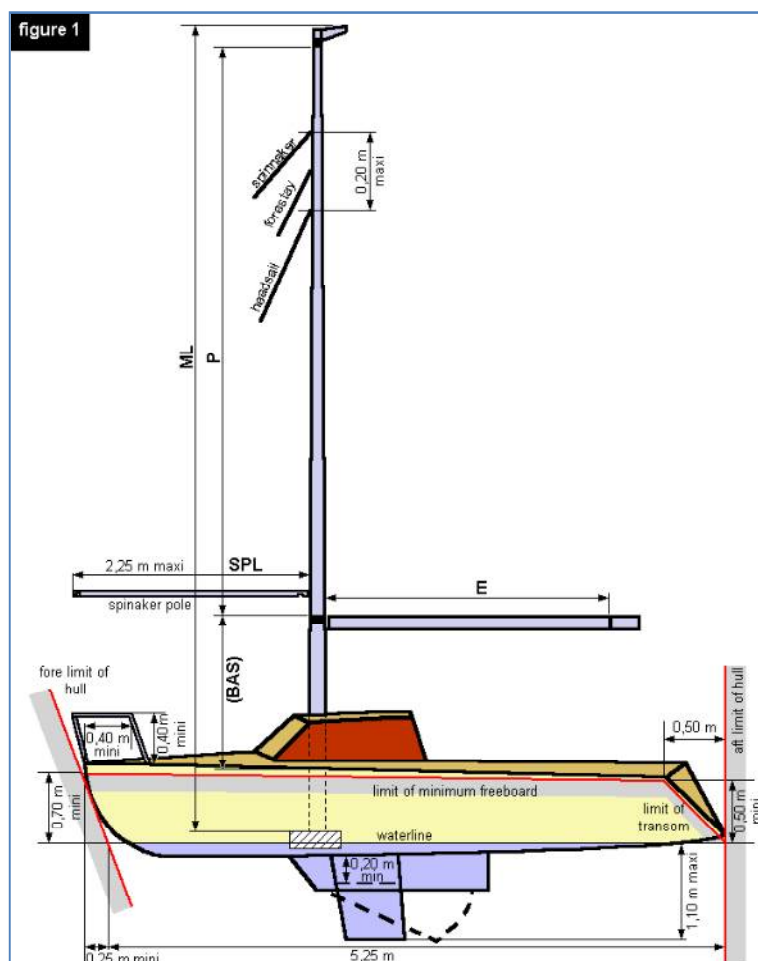 figure 1
spinnaker
forestay
headsail
0,20 m
maxi
ML
P
2,25 m maxi
SPL
spinaker pole
E
(BAS)
fore limit of
hull
aft limit of hull
0,40 m
mini
0,40 m
mini
0,50 m
0,70 m
mini
limit of minimum freeboard
limit of
transom
0,50 m
mini
waterline
0,20 m
min
1,10 m maxi
0,25 m mini
5,25 m